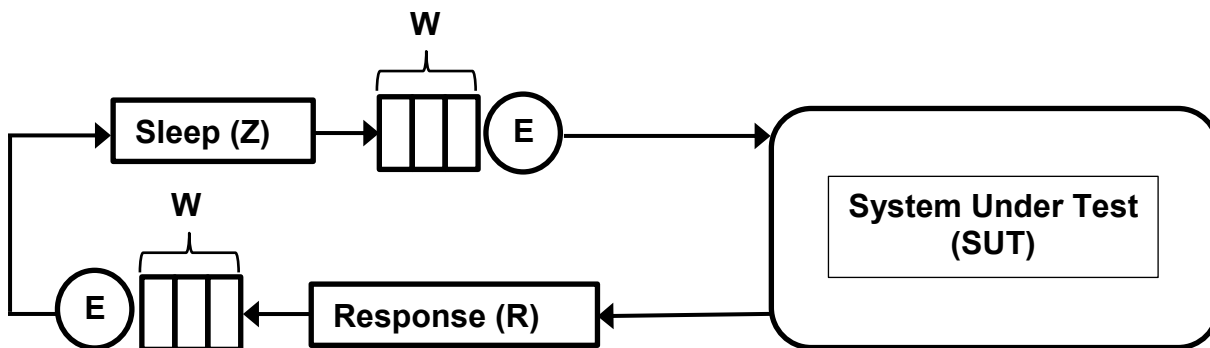 W
Sleep (Z)
E
System Under Test
(SUT)
W
E
Response (R)